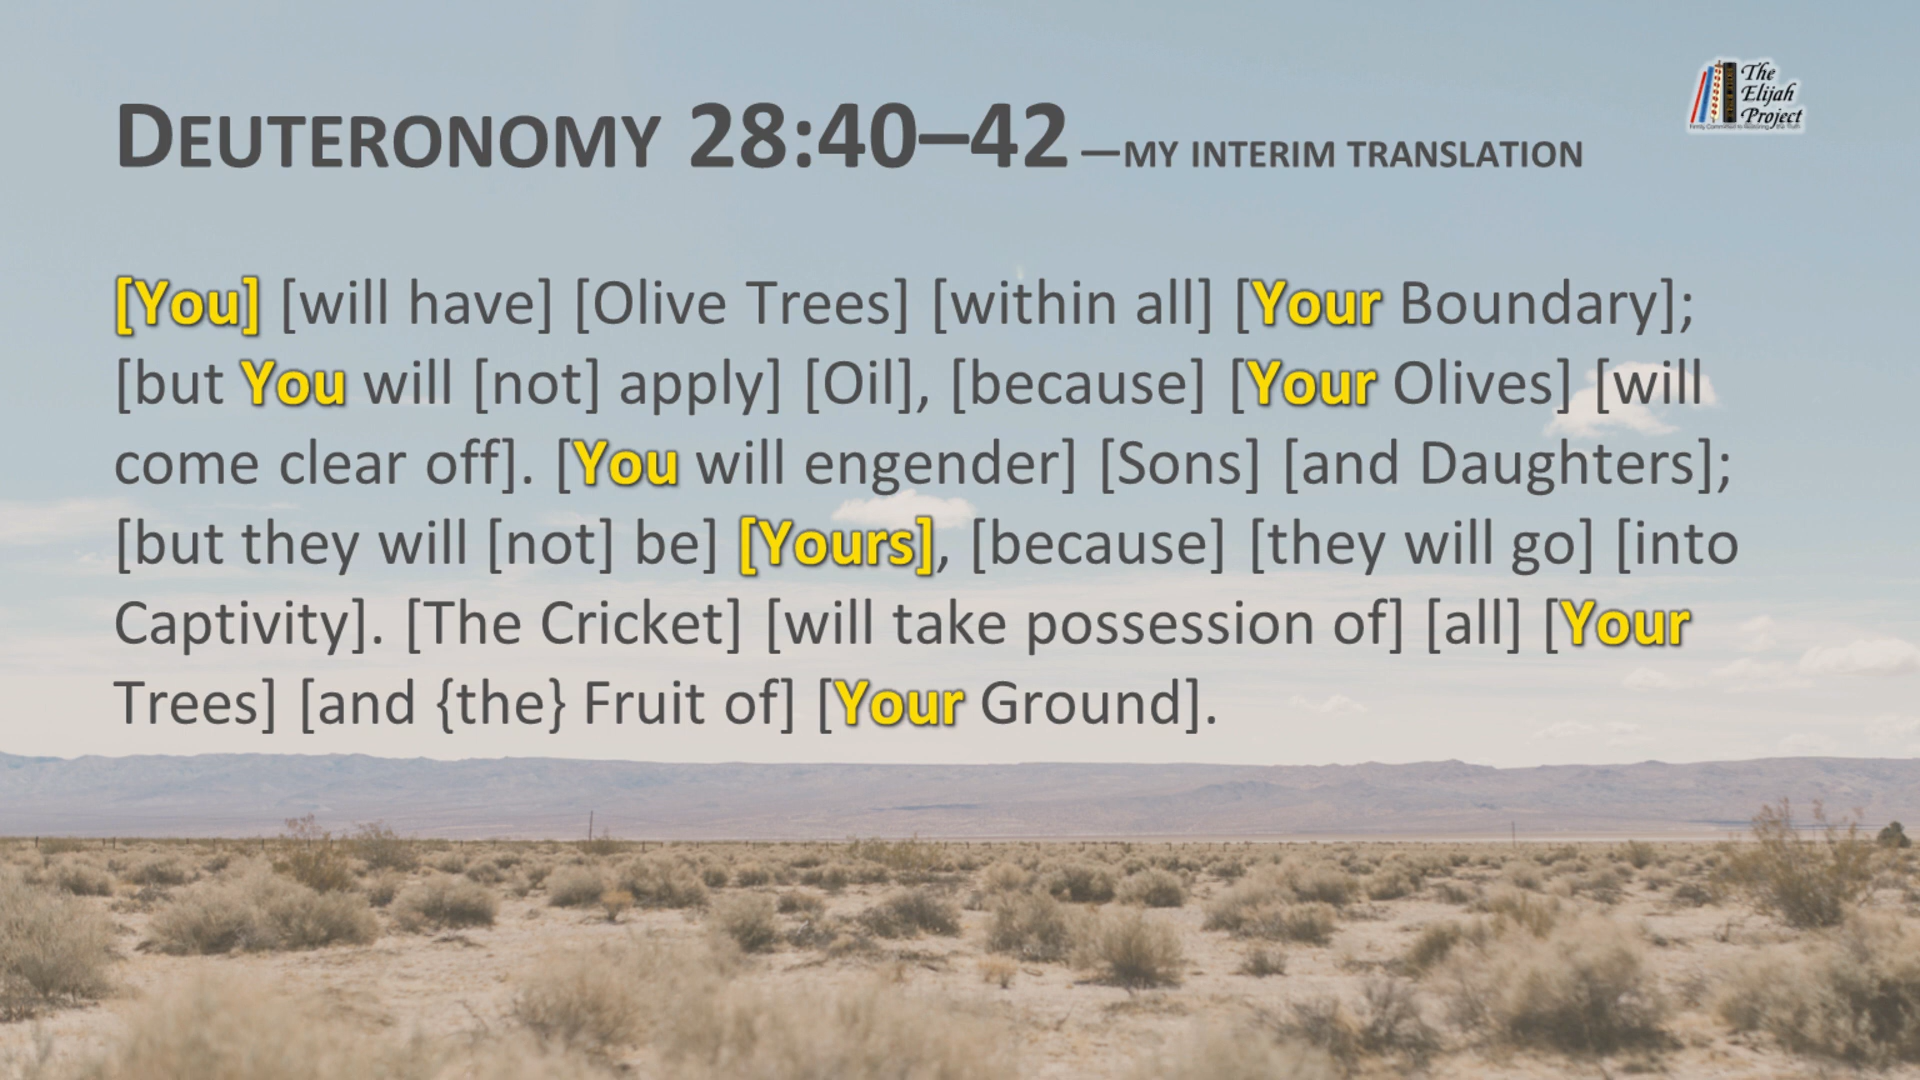 DEUTERONOMY 28:40–42 —MY INTERIM TRANSLATION
The
Elijah
Project
[You] [will have] [Olive Trees] [within all] [Your Boundary];
[but You will [not] apply] [Oil], [because] [Your Olives] [will
come clear off]. [You will engender] [Sons] [and Daughters];
[but they will [not] be] [Yours], [because] [they will go] [into
Captivity]. [The Cricket] [will take possession of] [all] [Your
Trees] [and {the} Fruit of] [Your Ground].